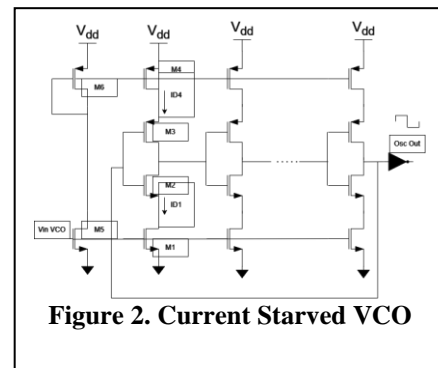 Vdd Vdd Vdd Vdd
M4
M6
ID4
M3
Osc Out
M2
ID1
Vin VCO
M5
M1
Figure 2. Current Starved VCO